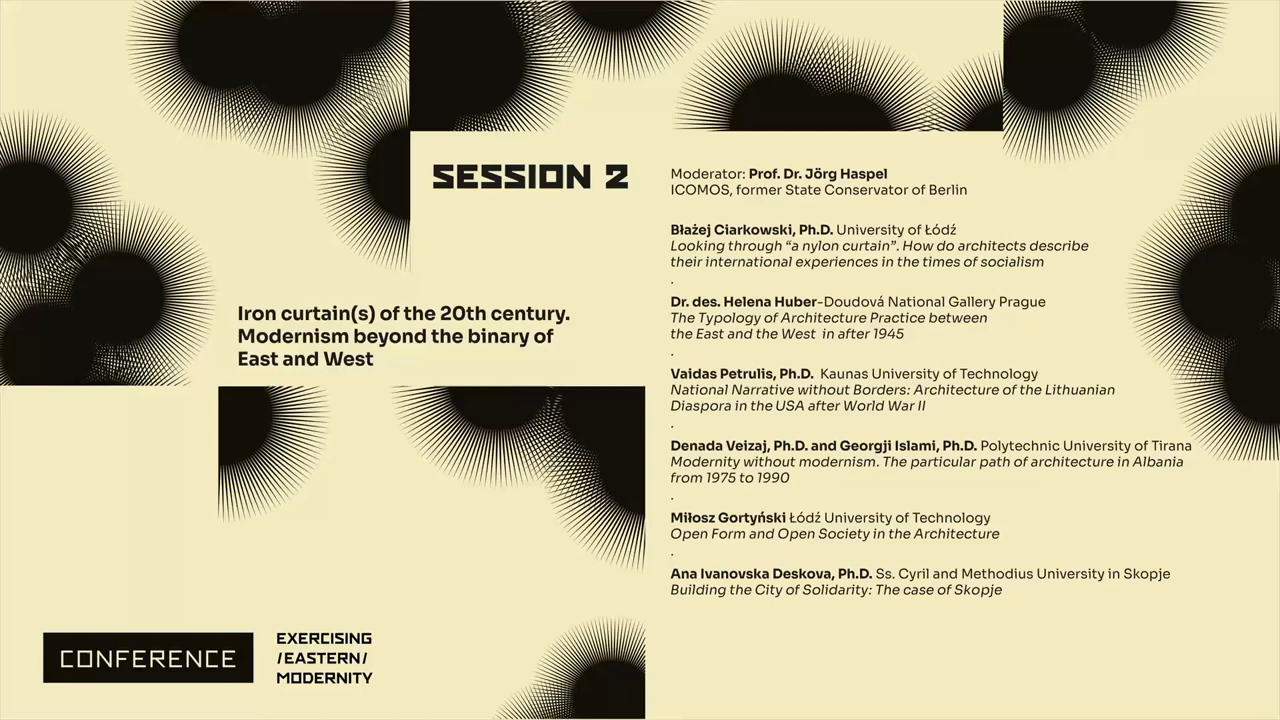 SESSION 2
Iron curtain(s) of the 20th century.
Modernism beyond the binary of
East and West
Moderator: Prof. Dr. Jörg Haspel
ICOMOS, former State Conservator of Berlin
Błażej Ciarkowski, Ph.D. University of Łódź
Looking through “a nylon curtain”. How do architects describe
their international experiences in the times of socialism
.
Dr. des. Helena Huber-Doudová National Gallery Prague
The Typology of Architecture Practice between
the East and the West in after 1945
.
Vaidas Petrulis, Ph.D. Kaunas University of Technology
National Narrative without Borders: Architecture of the Lithuanian
Diaspora in the USA after World War II
.
Denada Veizaj, Ph.D. and Georgji Islami, Ph.D. Polytechnic University of Tirana
Modernity without modernism. The particular path of architecture in Albania
from 1975 to 1990
.
Miłosz Gortyński Łódź University of Technology
Open Form and Open Society in the Architecture
.
Ana Ivanovska Deskova, Ph.D. Ss. Cyril and Methodius University in Skopje
Building the City of Solidarity: The case of Skopje
CONFERENCE
EXERCISING
/EASTERN/
MODERNITY